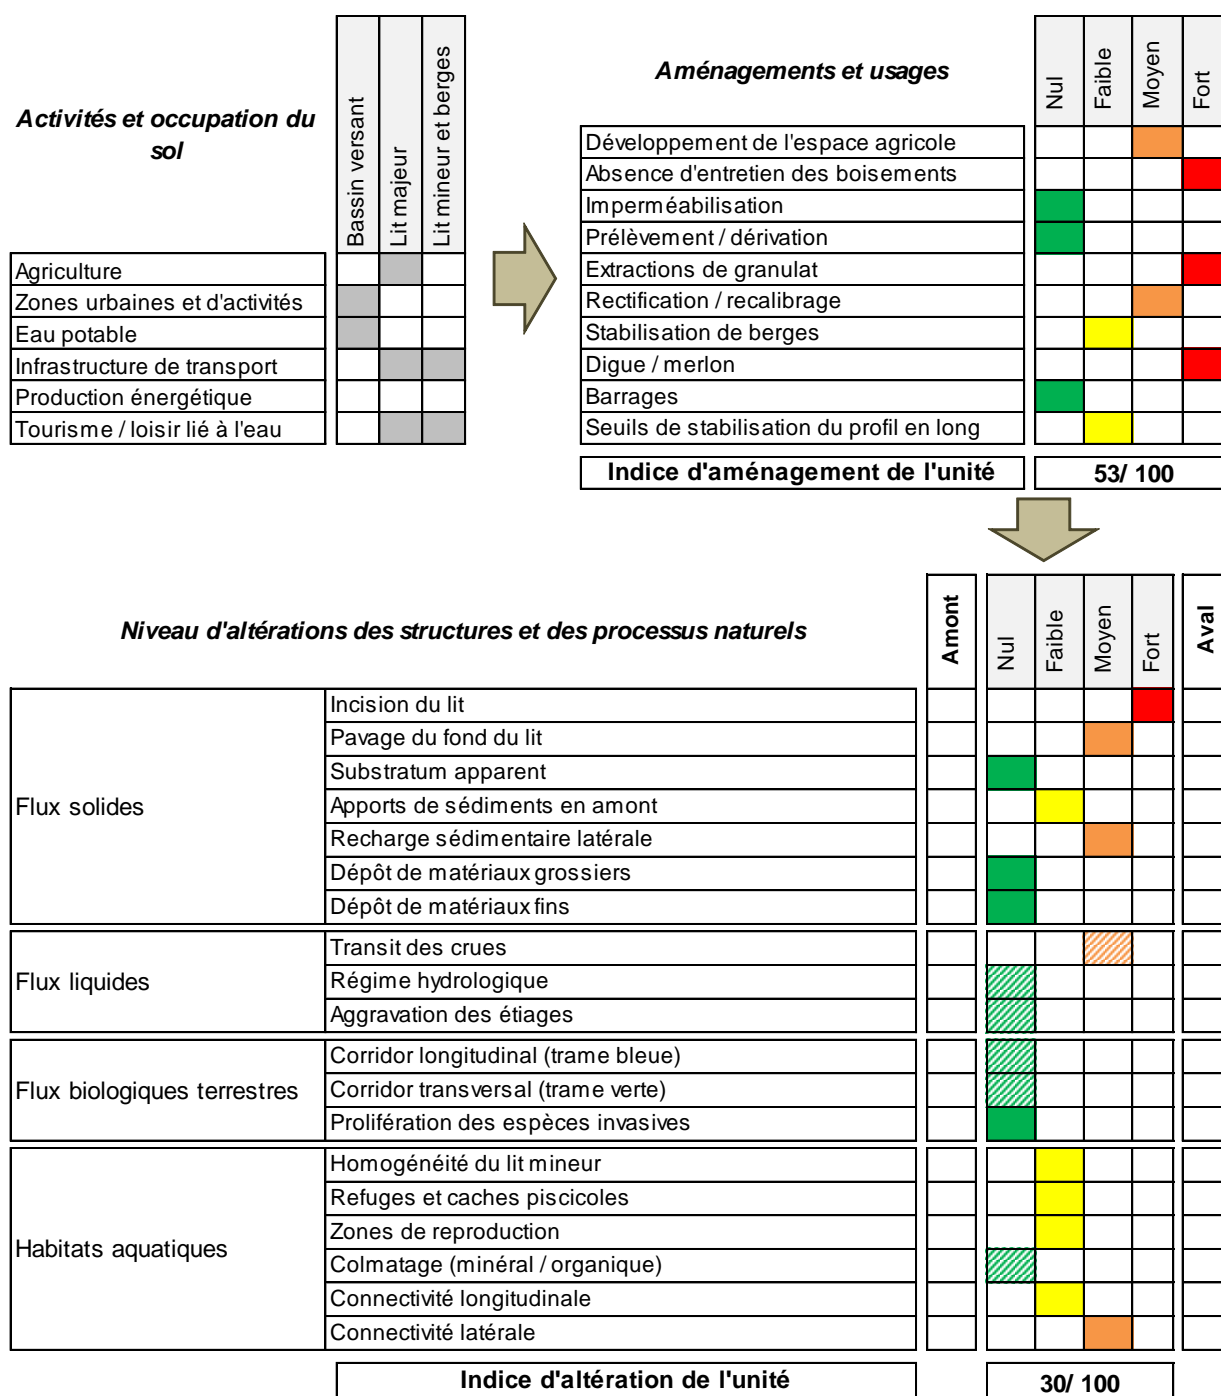 Activités et occupation du
sol
Bassin versant
Lit majeur
Lit mineur et berges
Agriculture
Zones urbaines et d'activités
Eau potable
Infrastructure de transport
Production énergétique
Tourisme / loisir lié à l'eau
Aménagements et usages
Nul
Faible
Moyen
Fort
Développement de l'espace agricole
Absence d'entretien des boisements
Imperméabilisation
Prélèvement / dérivation
Extractions de granulat
Rectification / recalibrage
Stabilisation de berges
Digue / merlon
Barrages
Seuils de stabilisation du profil en long
Indice d'aménagement de l'unité
53/ 100
Niveau d'altérations des structures et des processus naturels
Amont
Nul
Faible
Moyen
Fort
Aval
Flux solides
Incision du lit
Pavage du fond du lit
Substratum apparent
Apports de sédiments en amont
Recharge sédimentaire latérale
Dépôt de matériaux grossiers
Dépôt de matériaux fins
Flux liquides
Transit des crues
Régime hydrologique
Aggravation des étiages
Flux biologiques terrestres
Corridor longitudinal (trame bleue)
Corridor transversal (trame verte)
Prolifération des espèces invasives
Habitats aquatiques
Homogénéité du lit mineur
Refuges et caches piscicoles
Zones de reproduction
Colmatage (minéral / organique)
Connectivité longitudinale
Connectivité latérale
Indice d'altération de l'unité
30/ 100